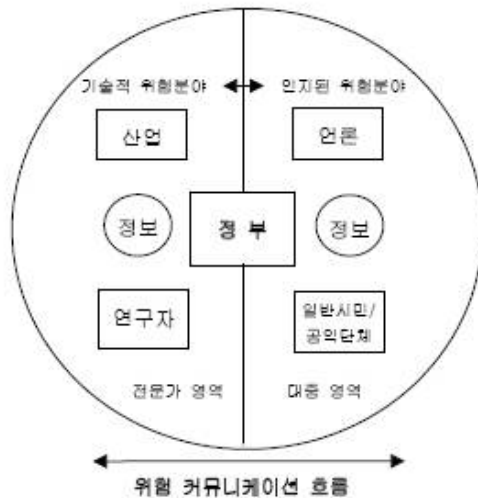 기술적 위험분야
인지된 위험분야
산업
언론
정보
정 부
정보
연구자
일반시민/
공익단체
전문가 영역
대중 영역
위험 커뮤니케이션 흐름